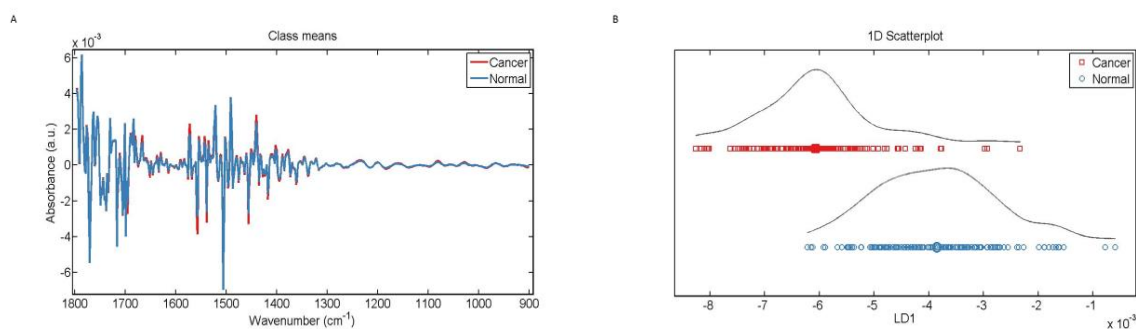 A
Class means
x 10⁻³
Cancer
Normal
6
4
2
0
-2
-4
-6
Absorbance (a.u.)
1800 1700 1600 1500 1400 1300 1200 1100 1000 900
Wavenumber (cm⁻¹)
B
1D Scatterplot
Cancer
Normal
-8 -7 -6 -5 -4 -3 -2 -1 0
LD1
x 10⁻³